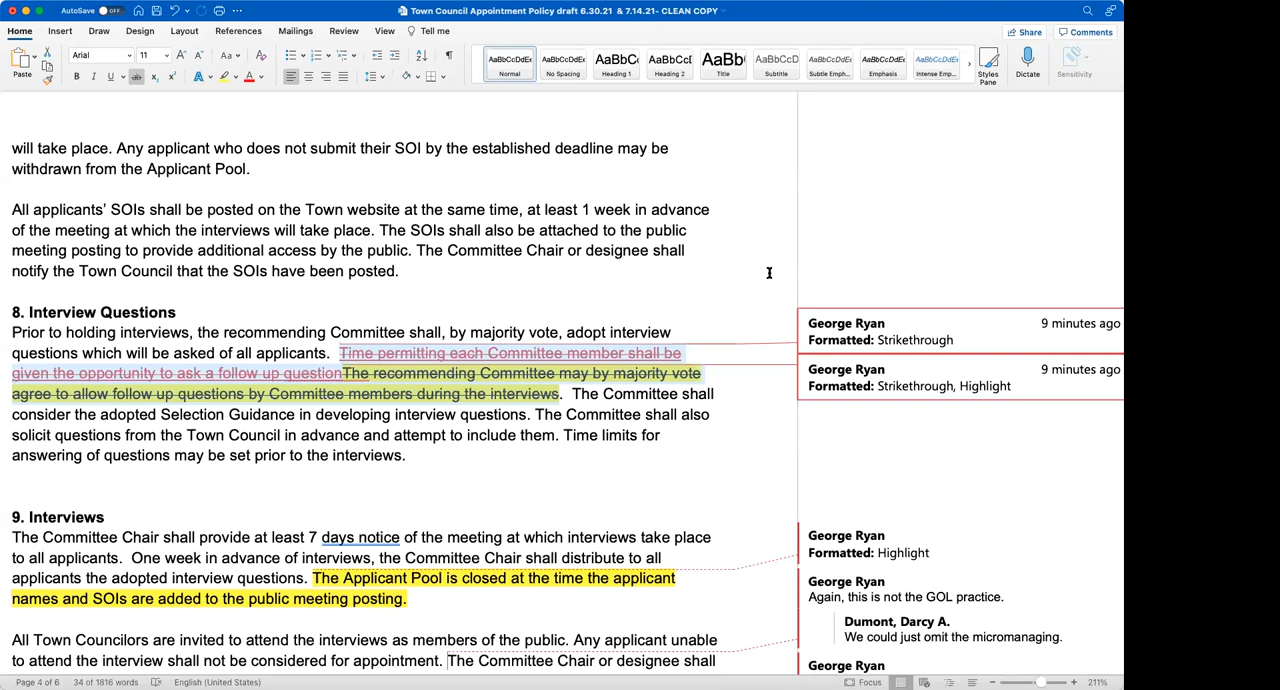 AutoSave OFF
Town Council Appointment Policy draft 6.30.21 & 7.14.21- CLEAN COPY
Home Insert Draw Design Layout References Mailings Review View Tell me
Share Comments
Paste
Arial 11
A^ A˅ Aa
B I U ab x₂ x² A A
AaBbCcDdEe AaBbCcDdEe AaBbC AaBbCcD AaBb AaBbCcD AaBbCcDdEe AaBbCcDdEe AaBbCcDdEe
Normal No Spacing Heading 1 Heading 2 Title Subtitle Subtle Emph... Emphasis Intense Emp...
Styles Pane
Dictate
Sensitivity
will take place. Any applicant who does not submit their SOI by the established deadline may be
withdrawn from the Applicant Pool.
All applicants' SOIs shall be posted on the Town website at the same time, at least 1 week in advance
of the meeting at which the interviews will take place. The SOIs shall also be attached to the public
meeting posting to provide additional access by the public. The Committee Chair or designee shall
notify the Town Council that the SOIs have been posted.
8. Interview Questions
Prior to holding interviews, the recommending Committee shall, by majority vote, adopt interview
questions which will be asked of all applicants. Time permitting each Committee member shall be
given the opportunity to ask a follow up questionThe recommending Committee may by majority vote
agree to allow follow up questions by Committee members during the interviews. The Committee shall
consider the adopted Selection Guidance in developing interview questions. The Committee shall also
solicit questions from the Town Council in advance and attempt to include them. Time limits for
answering of questions may be set prior to the interviews.
9. Interviews
The Committee Chair shall provide at least 7 days notice of the meeting at which interviews take place
to all applicants. One week in advance of interviews, the Committee Chair shall distribute to all
applicants the adopted interview questions. The Applicant Pool is closed at the time the applicant
names and SOIs are added to the public meeting posting.
All Town Councilors are invited to attend the interviews as members of the public. Any applicant unable
to attend the interview shall not be considered for appointment. The Committee Chair or designee shall
George Ryan 9 minutes ago
Formatted: Strikethrough
George Ryan 9 minutes ago
Formatted: Strikethrough, Highlight
George Ryan
Formatted: Highlight
George Ryan
Again, this is not the GOL practice.
Dumont, Darcy A.
We could just omit the micromanaging.
George Ryan
Page 4 of 6 34 of 1816 words English (United States) Focus 211%